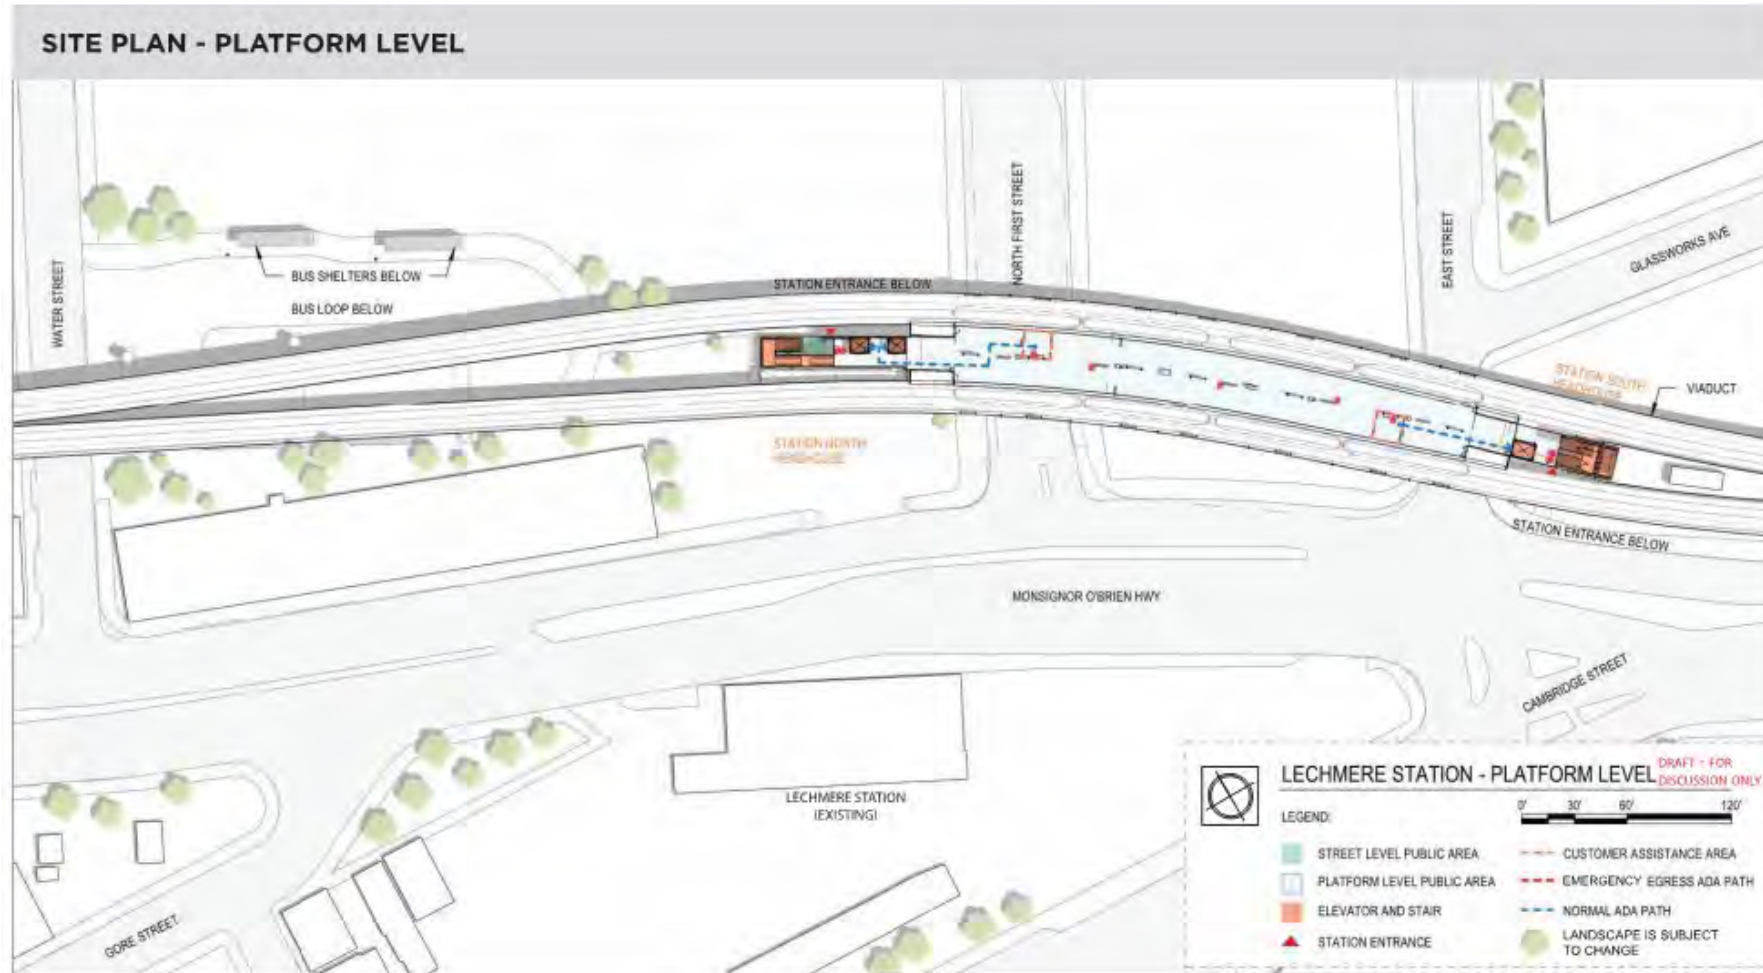 SITE PLAN - PLATFORM LEVEL
WATER STREET
BUS SHELTERS BELOW
BUS LOOP BELOW
STATION ENTRANCE BELOW
NORTH FIRST STREET
EAST STREET
GLASSWORKS AVE
STATION SOUTH
HEADHOUSE
VIADUCT
STATION NORTH
HEADHOUSE
STATION ENTRANCE BELOW
MONSIGNOR O'BRIEN HWY
CAMBRIDGE STREET
LECHMERE STATION
(EXISTING)
GORE STREET
LECHMERE STATION - PLATFORM LEVEL
DRAFT - FOR
DISCUSSION ONLY
LEGEND:
0' 30' 60' 120'
STREET LEVEL PUBLIC AREA
PLATFORM LEVEL PUBLIC AREA
ELEVATOR AND STAIR
STATION ENTRANCE
CUSTOMER ASSISTANCE AREA
EMERGENCY EGRESS ADA PATH
NORMAL ADA PATH
LANDSCAPE IS SUBJECT
TO CHANGE